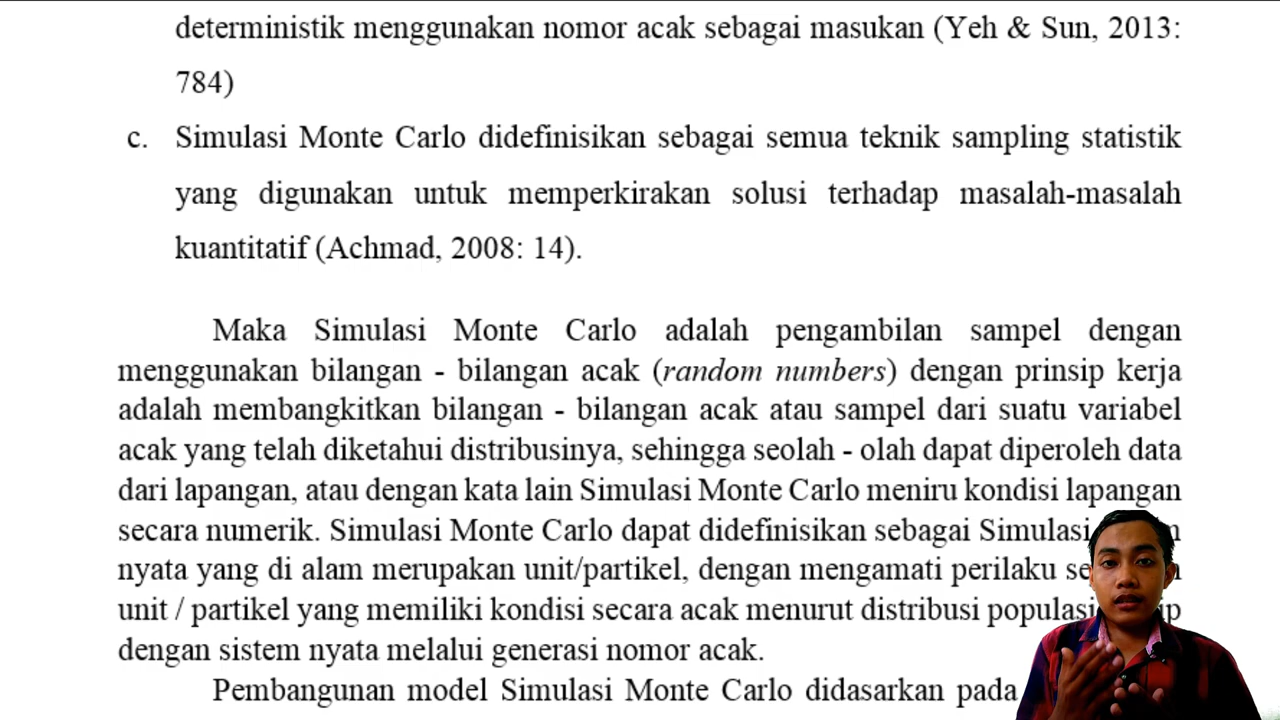 deterministik menggunakan nomor acak sebagai masukan (Yeh & Sun, 2013:
784)
c. Simulasi Monte Carlo didefinisikan sebagai semua teknik sampling statistik
yang digunakan untuk memperkirakan solusi terhadap masalah-masalah
kuantitatif (Achmad, 2008: 14).
Maka Simulasi Monte Carlo adalah pengambilan sampel dengan
menggunakan bilangan - bilangan acak (random numbers) dengan prinsip kerja
adalah membangkitkan bilangan - bilangan acak atau sampel dari suatu variabel
acak yang telah diketahui distribusinya, sehingga seolah - olah dapat diperoleh data
dari lapangan, atau dengan kata lain Simulasi Monte Carlo meniru kondisi lapangan
secara numerik. Simulasi Monte Carlo dapat didefinisikan sebagai Simulasi
nyata yang di alam merupakan unit/partikel, dengan mengamati perilaku
unit / partikel yang memiliki kondisi secara acak menurut distribusi populasi
dengan sistem nyata melalui generasi nomor acak.
Pembangunan model Simulasi Monte Carlo didasarkan pada